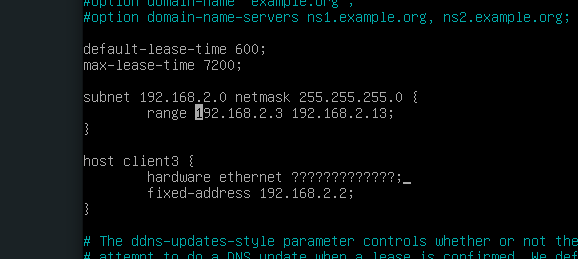 #option domain-name "example.org";
#option domain-name-servers ns1.example.org, ns2.example.org;
default-lease-time 600;
max-lease-time 7200;
subnet 192.168.2.0 netmask 255.255.255.0 {
range 192.168.2.3 192.168.2.13;
}
host client3 {
hardware ethernet ?????????????;_
fixed-address 192.168.2.2;
}
# The ddns-updates-style parameter controls whether or not the
# attempt to do a DNS update when a lease is confirmed. We def